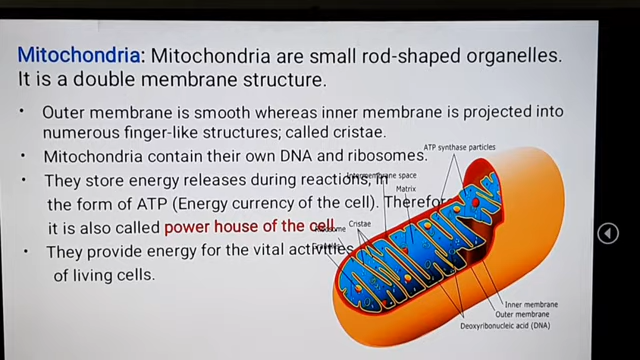 Mitochondria: Mitochondria are small rod-shaped organelles.
It is a double membrane structure.
• Outer membrane is smooth whereas inner membrane is projected into
numerous finger-like structures; called cristae.
• Mitochondria contain their own DNA and ribosomes.
• They store energy releases during reactions, in
the form of ATP (Energy currency of the cell). Therefore
it is also called power house of the cell
• They provide energy for the vital activities
of living cells.
ATP synthase particles
Intermembrane space
Matrix
Cristae
Inner membrane
Outer membrane
Deoxyribonucleic acid (DNA)